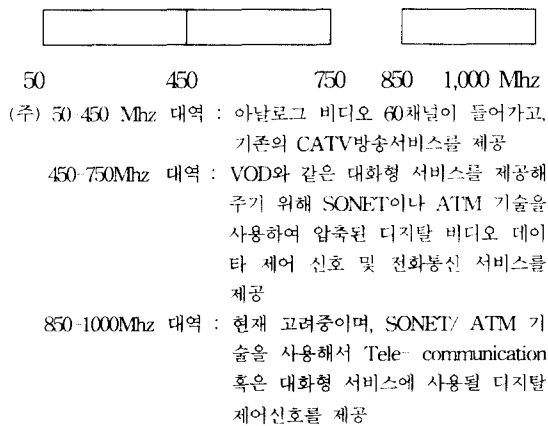 50 450 750 850 1,000 Mhz
(주) 50-450 Mhz 대역 : 아날로그 비디오 60채널이 들어가고,
기존의 CATV방송서비스를 제공
450-750Mhz 대역 : VOD와 같은 대화형 서비스를 제공해
주기 위해 SONET이나 ATM 기술을
사용하여 압축된 디지탈 비디오 데이
타 제어 신호 및 전화통신 서비스를
제공
850-1000Mhz 대역 : 현재 고려중이며, SONET/ ATM 기
술을 사용해서 Tele- communication
혹은 대화형 서비스에 사용될 디지탈
제어신호를 제공